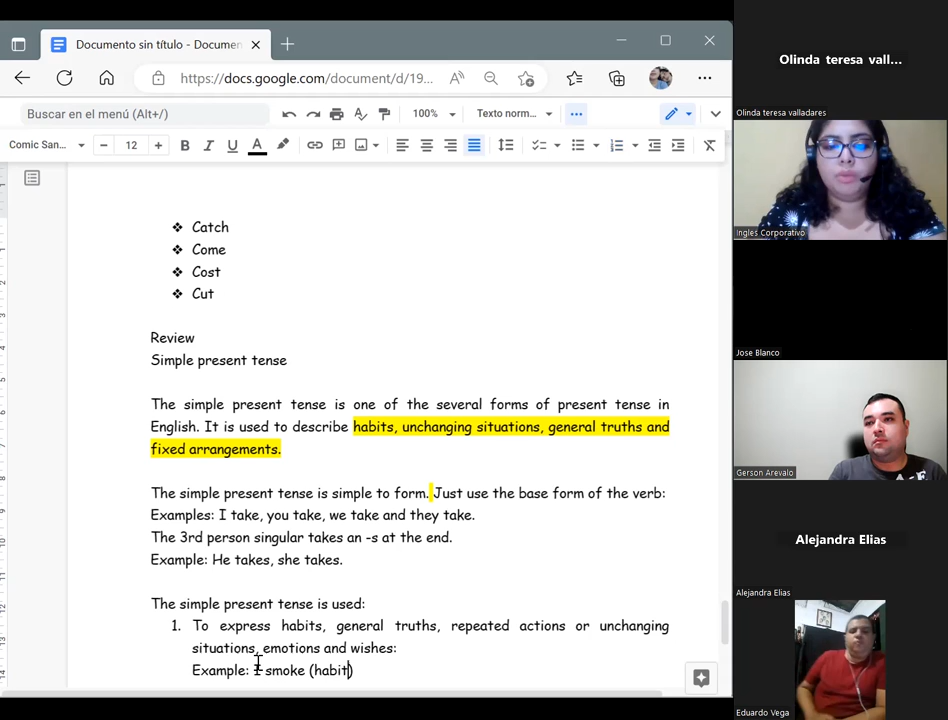 Documento sin título - Documen
https://docs.google.com/document/d/19...
Buscar en el menú (Alt+/)
100%
Texto norm...
Comic San...
12
Catch
Come
Cost
Cut
Review
Simple present tense
The simple present tense is one of the several forms of present tense in
English. It is used to describe habits, unchanging situations, general truths and
fixed arrangements.
The simple present tense is simple to form. Just use the base form of the verb:
Examples: I take, you take, we take and they take.
The 3rd person singular takes an -s at the end.
Example: He takes, she takes.
The simple present tense is used:
1. To express habits, general truths, repeated actions or unchanging
situations, emotions and wishes:
Example: I smoke (habit)
Olinda teresa vall...
Olinda teresa valladares
Ingles Corporativo
Jose Blanco
Gerson Arevalo
Alejandra Elias
Alejandra Elias
Eduardo Vega